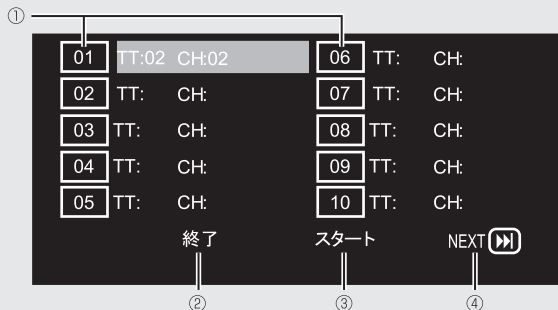 ①
01 TT:02 CH:02 06 TT: CH:
02 TT: CH: 07 TT: CH:
03 TT: CH: 08 TT: CH:
04 TT: CH: 09 TT: CH:
05 TT: CH: 10 TT: CH:
終了 スタート NEXT
② ③ ④